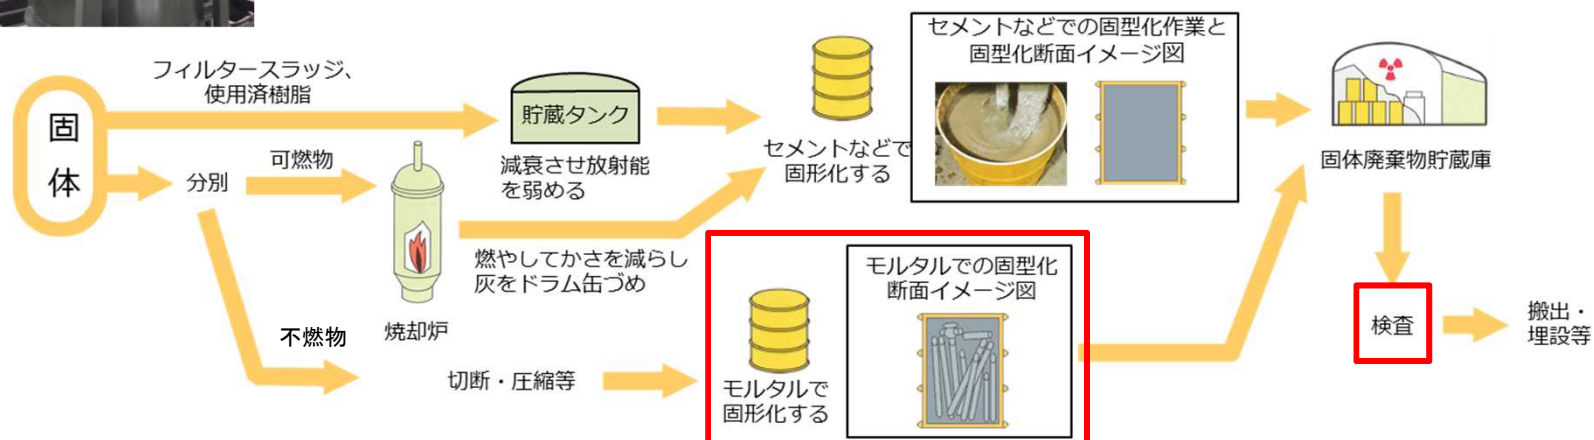 固
体
フィルタースラッジ、
使用済樹脂
貯蔵タンク
減衰させ放射能
を弱める
セメントなどで
固形化する
セメントなどでの固型化作業と
固型化断面イメージ図
固体廃棄物貯蔵庫
分別
可燃物
焼却炉
燃やしてかさを減らし
灰をドラム缶づめ
不燃物
切断・圧縮等
モルタルで
固形化する
モルタルでの固型化
断面イメージ図
検査
搬出・
埋設等